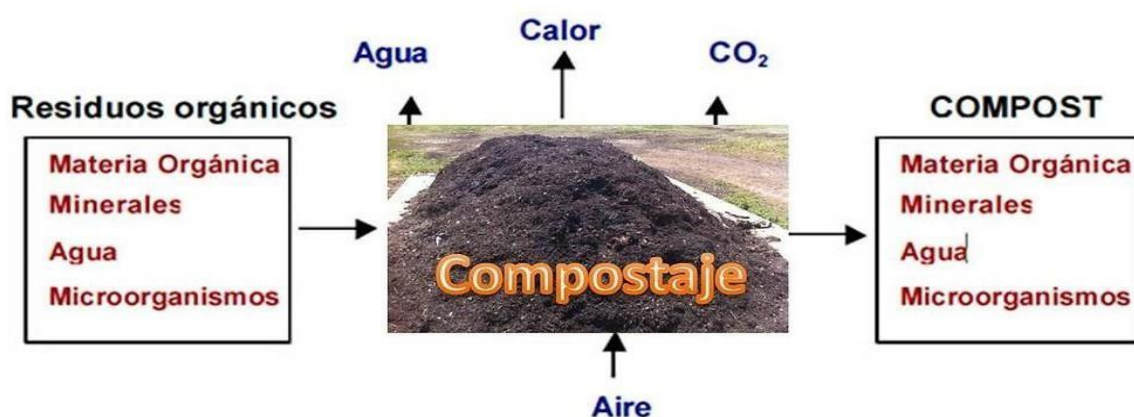 Calor
Agua
CO₂
Residuos orgánicos
COMPOST
Materia Orgánica
Minerales
Agua
Microorganismos
Compostaje
Materia Orgánica
Minerales
Agua
Microorganismos
Aire